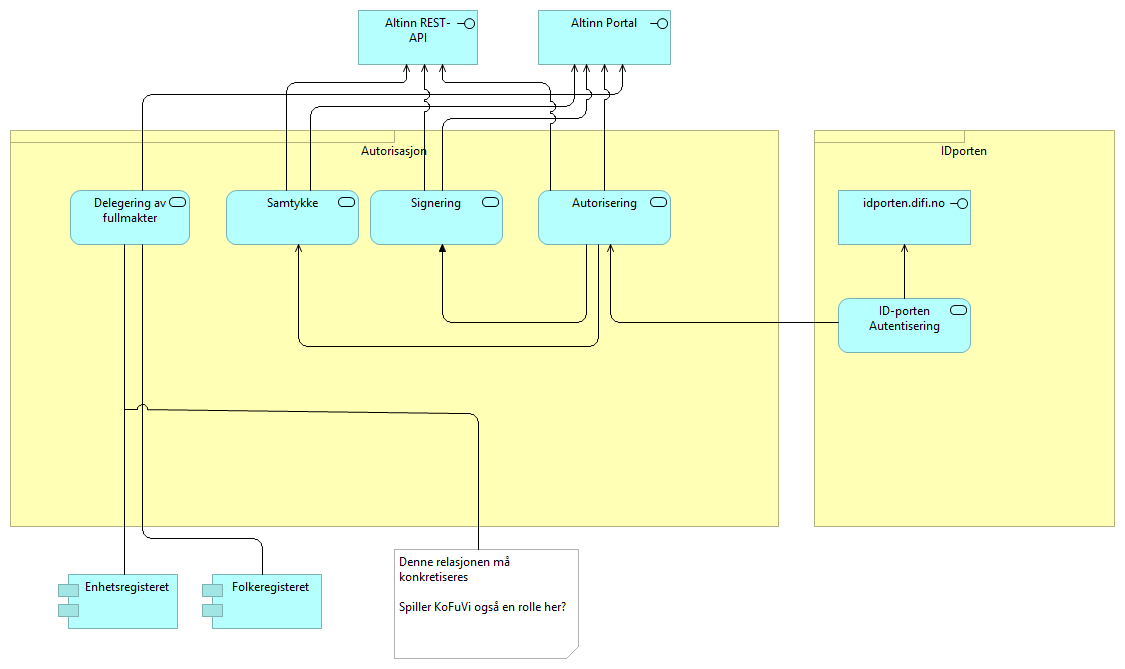 Altinn REST-
API
Altinn Portal
Autorisasjon
IDporten
Delegering av
fullmakter
Samtykke
Signering
Autorisering
idporten.difi.no
ID-porten
Autentisering
Denne relasjonen må
konkretiseres
Spiller KoFuVi også en rolle her?
Enhetsregisteret
Folkeregisteret